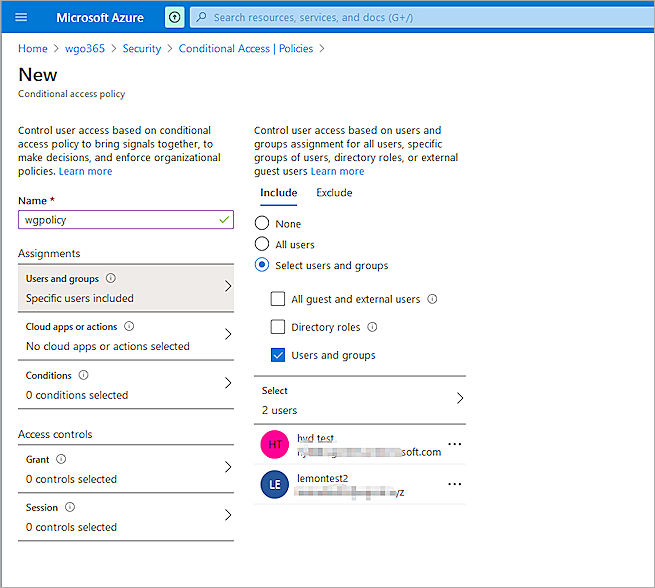 Microsoft Azure
Search resources, services, and docs (G+/)
Home > wgo365 > Security > Conditional Access | Policies >
New
Conditional access policy
Control user access based on conditional
access policy to bring signals together, to
make decisions, and enforce organizational
policies. Learn more
Name *
wgpolicy
Assignments
Users and groups
Specific users included
Cloud apps or actions
No cloud apps or actions selected
Conditions
0 conditions selected
Access controls
Grant
0 controls selected
Session
0 controls selected
Control user access based on users and
groups assignment for all users, specific
groups of users, directory roles, or external
guest users Learn more
Include Exclude
None
All users
Select users and groups
All guest and external users
Directory roles
Users and groups
Select
2 users
HT
hyd test
soft.com
LE
lemontest2